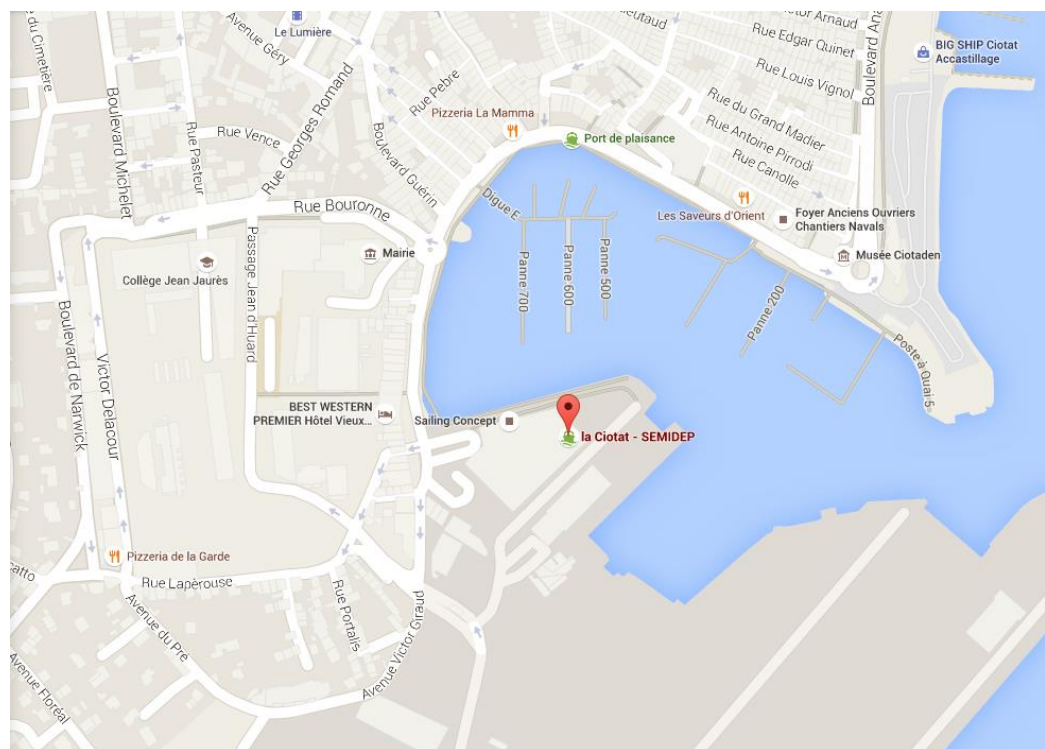 Rue du Cimetière
Le Lumière
Avenue Géry
Rue Edgar Quinet
Boulevard Ana
BIG SHIP Ciotat
Accastillage
Rue Louis Vignol
Boulevard Michelet
Rue Pasteur
Rue Vence
Rue Georges Romand
Rue Pebre
Pizzeria La Mamma
Port de plaisance
Rue du Grand Madier
Rue Antoine Pirrodi
Rue Canolle
Boulevard Guérin
Digue E
Rue Bouronne
Les Saveurs d'Orient
Foyer Anciens Ouvriers
Chantiers Navals
Mairie
Musée Ciotaden
Collège Jean Jaurès
Passage Jean d'Huard
Panne 700
Panne 600
Panne 500
Panne 200
Poste à Quai 5
Boulevard de Narwick
Victor Delacour
BEST WESTERN
PREMIER Hôtel Vieux...
Sailing Concept
la Ciotat - SEMIDEP
Pizzeria de la Garde
Rue Lapèrouse
Rue Portalis
Avenue du Pré
Avenue Victor Giraud
Avenue Floréal